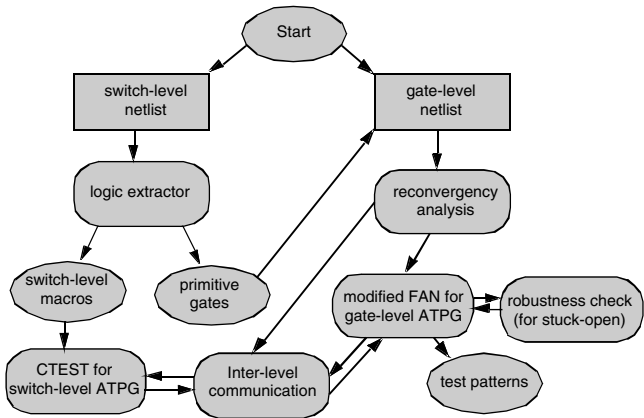 Start
switch-level
netlist
gate-level
netlist
logic extractor
reconvergency
analysis
switch-level
macros
primitive
gates
modified FAN for
gate-level ATPG
robustness check
(for stuck-open)
CTEST for
switch-level ATPG
Inter-level
communication
test patterns